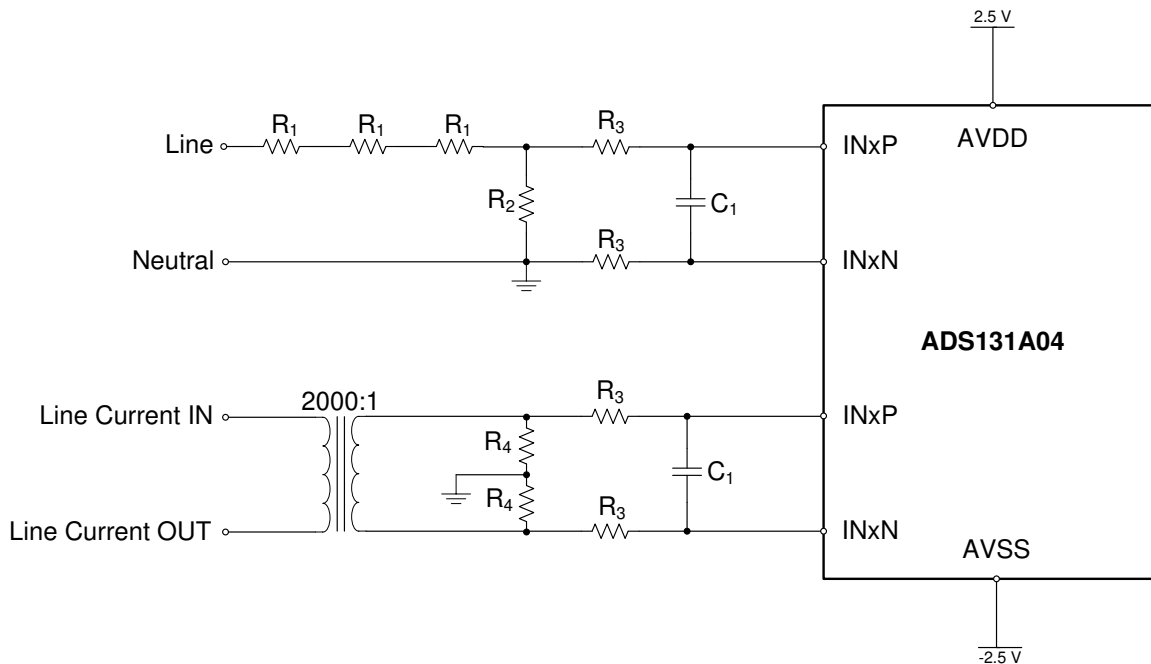 2.5 V
AVDD
Line
R1
R1
R1
R3
INxP
R2
C1
Neutral
R3
INxN
ADS131A04
2000:1
Line Current IN
R3
INxP
R4
C1
R4
Line Current OUT
R3
INxN
AVSS
-2.5 V